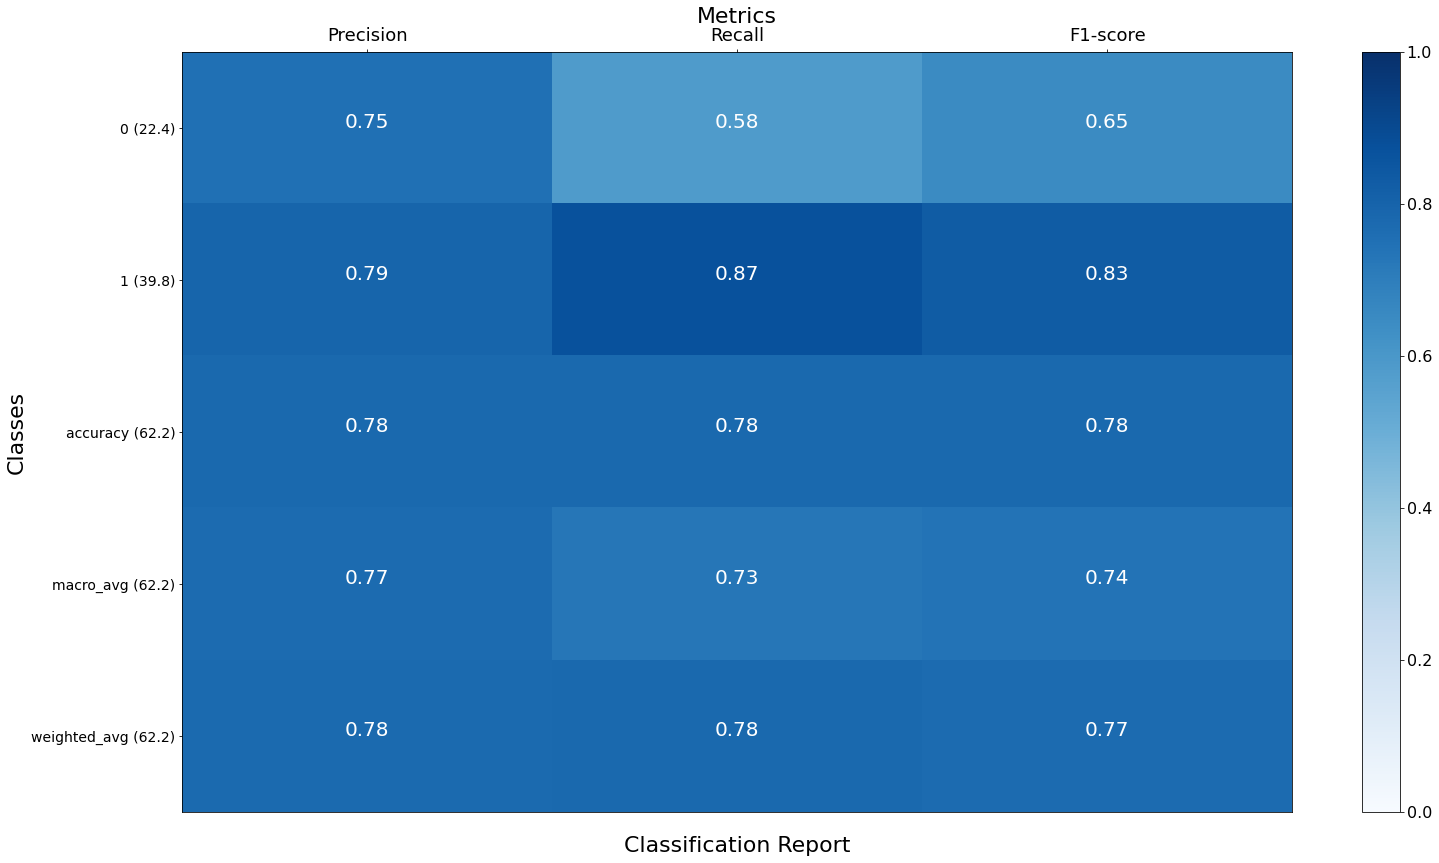 Metrics
Precision Recall F1-score
1.0
0 (22.4) 0.75 0.58 0.65
0.8
1 (39.8) 0.79 0.87 0.83
0.6
Classes
accuracy (62.2) 0.78 0.78 0.78
0.4
macro_avg (62.2) 0.77 0.73 0.74
0.2
weighted_avg (62.2) 0.78 0.78 0.77
0.0
Classification Report